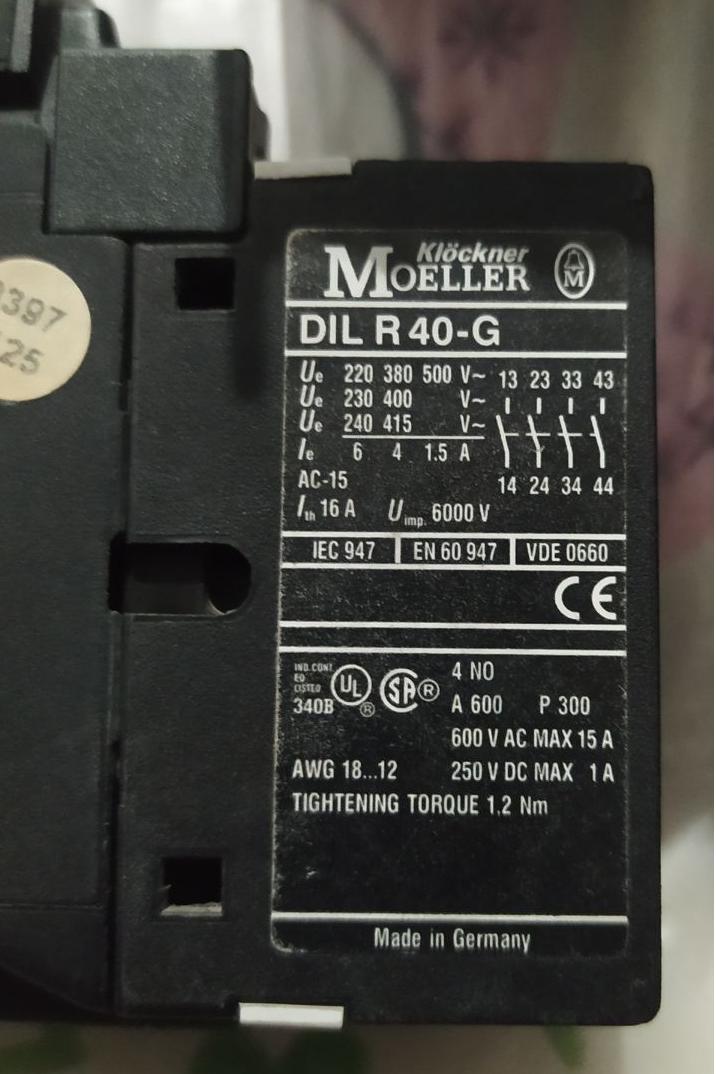 397
25
Klöckner
MOELLER
M
DIL R 40-G
Ue 220 380 500 V~ 13 23 33 43
Ue 230 400 V~
Ue 240 415 V~
Ie 6 4 1.5 A
AC-15 14 24 34 44
Ith 16 A Uimp. 6000 V
IEC 947 EN 60 947 VDE 0660
CE
IND.CONT
EQ
LISTED
340B
UL ®
SA ®
4 NO
A 600 P 300
600 V AC MAX 15 A
AWG 18...12 250 V DC MAX 1 A
TIGHTENING TORQUE 1.2 Nm
Made in Germany